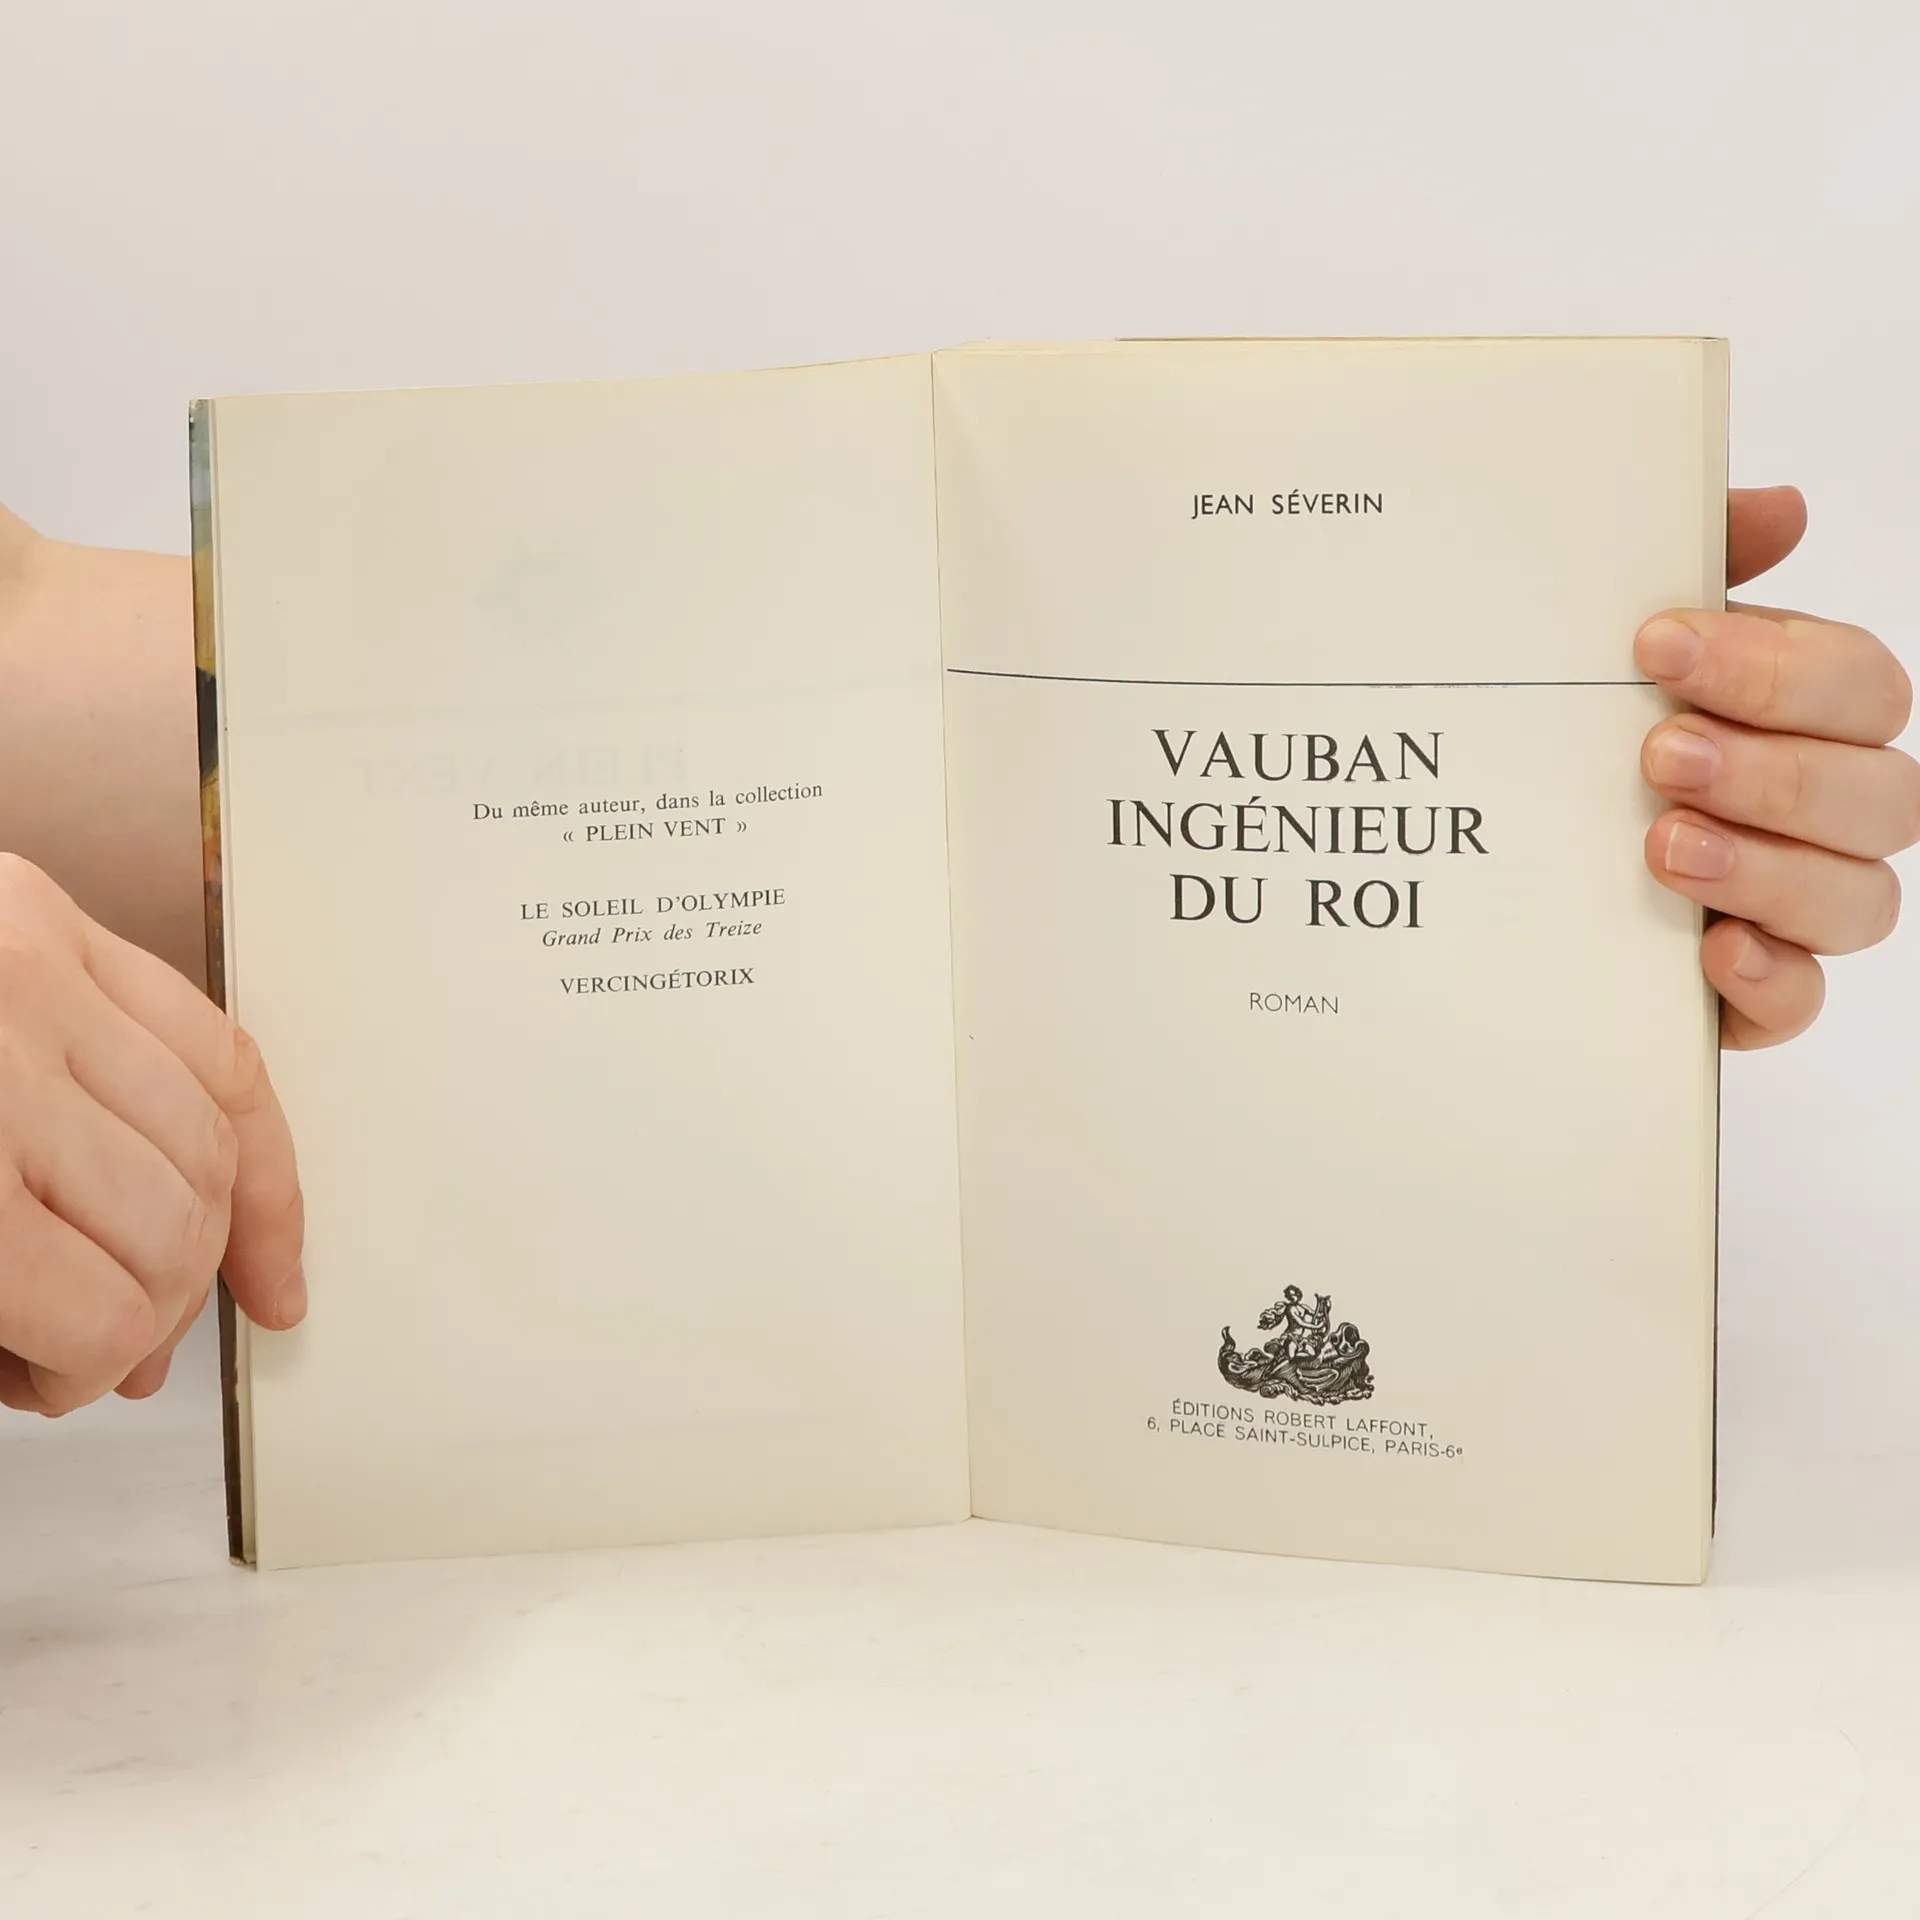 Du même auteur, dans la collection
« PLEIN VENT »
LE SOLEIL D'OLYMPIE
Grand Prix des Treize
VERCINGÉTORIX
JEAN SÉVERIN
VAUBAN
INGÉNIEUR
DU ROI
ROMAN
ÉDITIONS ROBERT LAFFONT,
6, PLACE SAINT-SULPICE, PARIS-6e